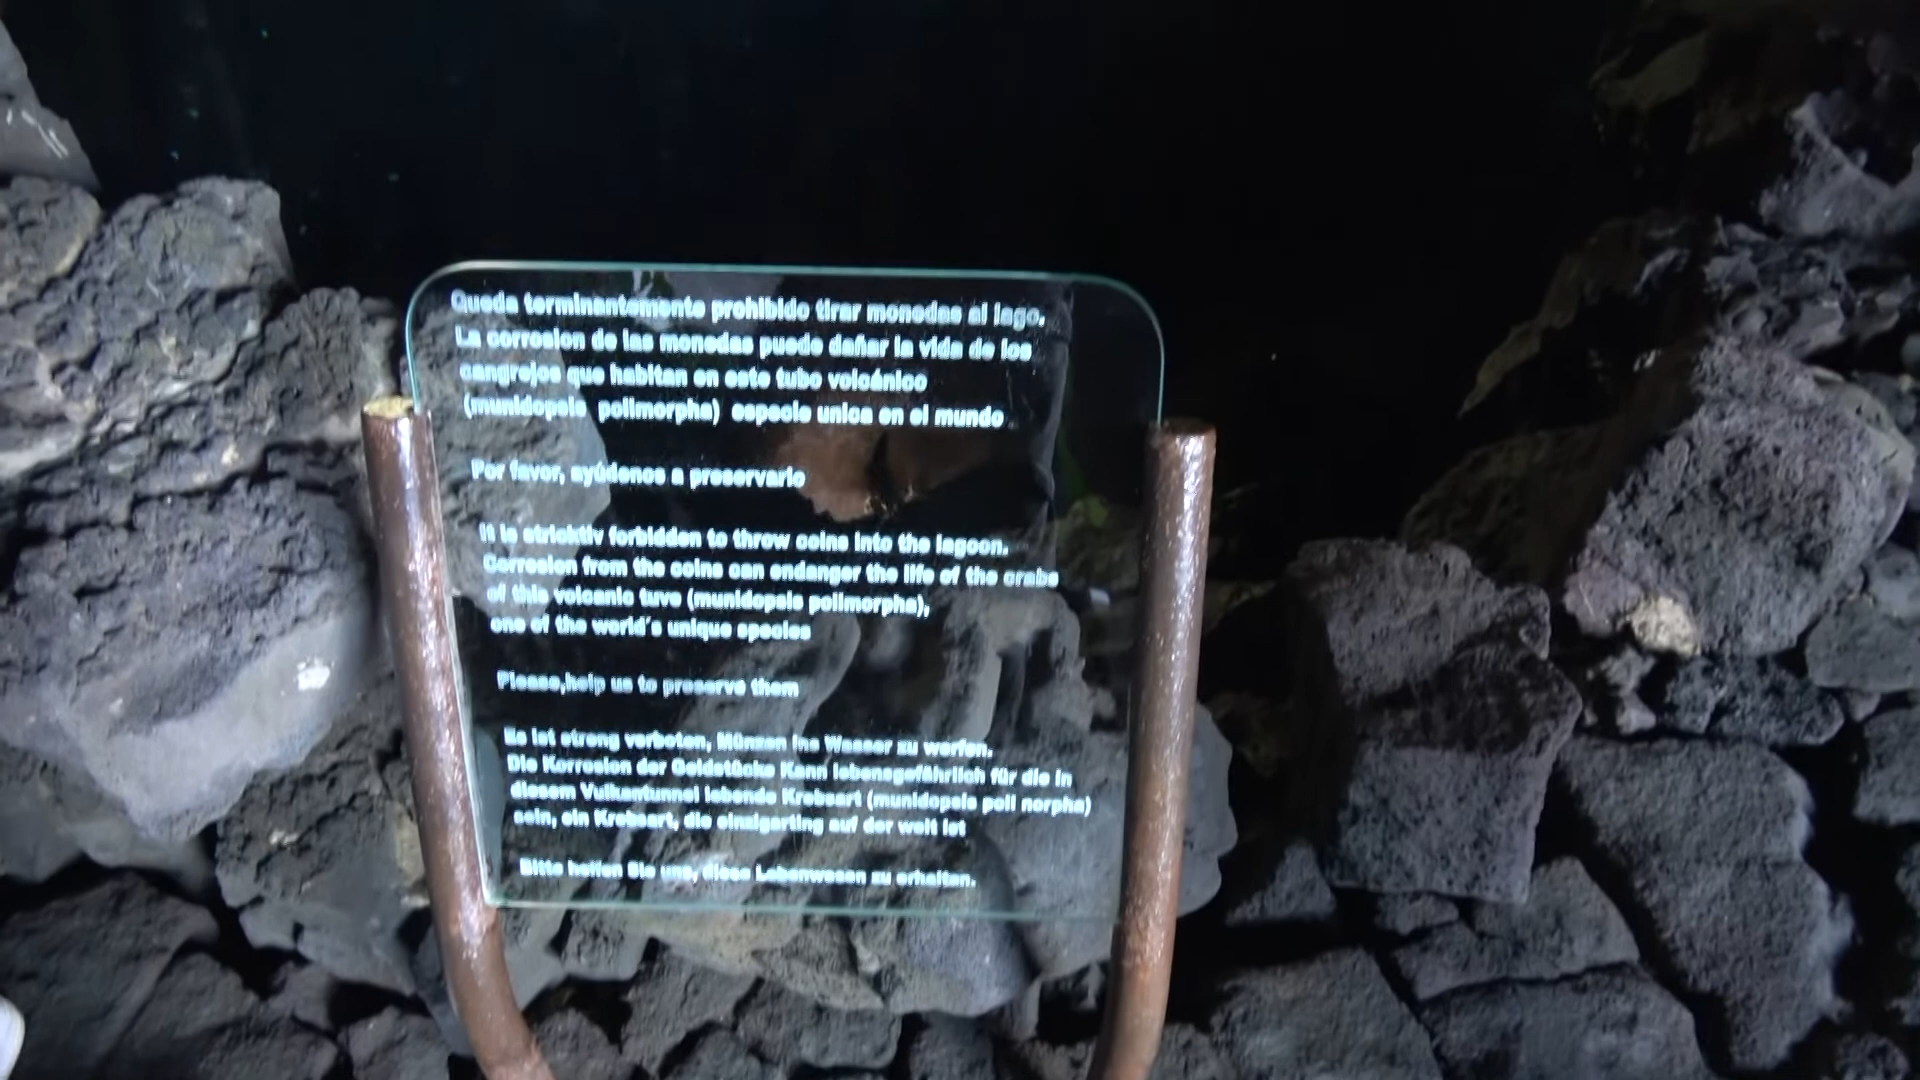 Queda terminantemente prohibido tirar monedas al lago.
La corrosion de las monedas puede dañar la vida de los
cangrejos que habitan en este tubo volcánico
(munidopsis polimorpha) especie unica en el mundo
Por favor, ayúdenos a preservarlo
It is stricktiv forbidden to throw coins into the lagoon.
Corrosion from the coins can endanger the life of the crabs
of this volcanic tuve (munidopsis polimorpha),
one of the world's unique species
Please,help us to preserve them
Es ist streng verboten, Münzen ins Wasser zu werfen.
Die Korrosion der Geldstücke Kann lebensgefährlich für die in
diesem Vulkantunnel lebende Krebsart (munidopsis poli norpha)
sein, ein Krebsart, die einzigarting auf der welt ist
Bitte helfen Sie uns, diese Lebenwesen zu erhalten.